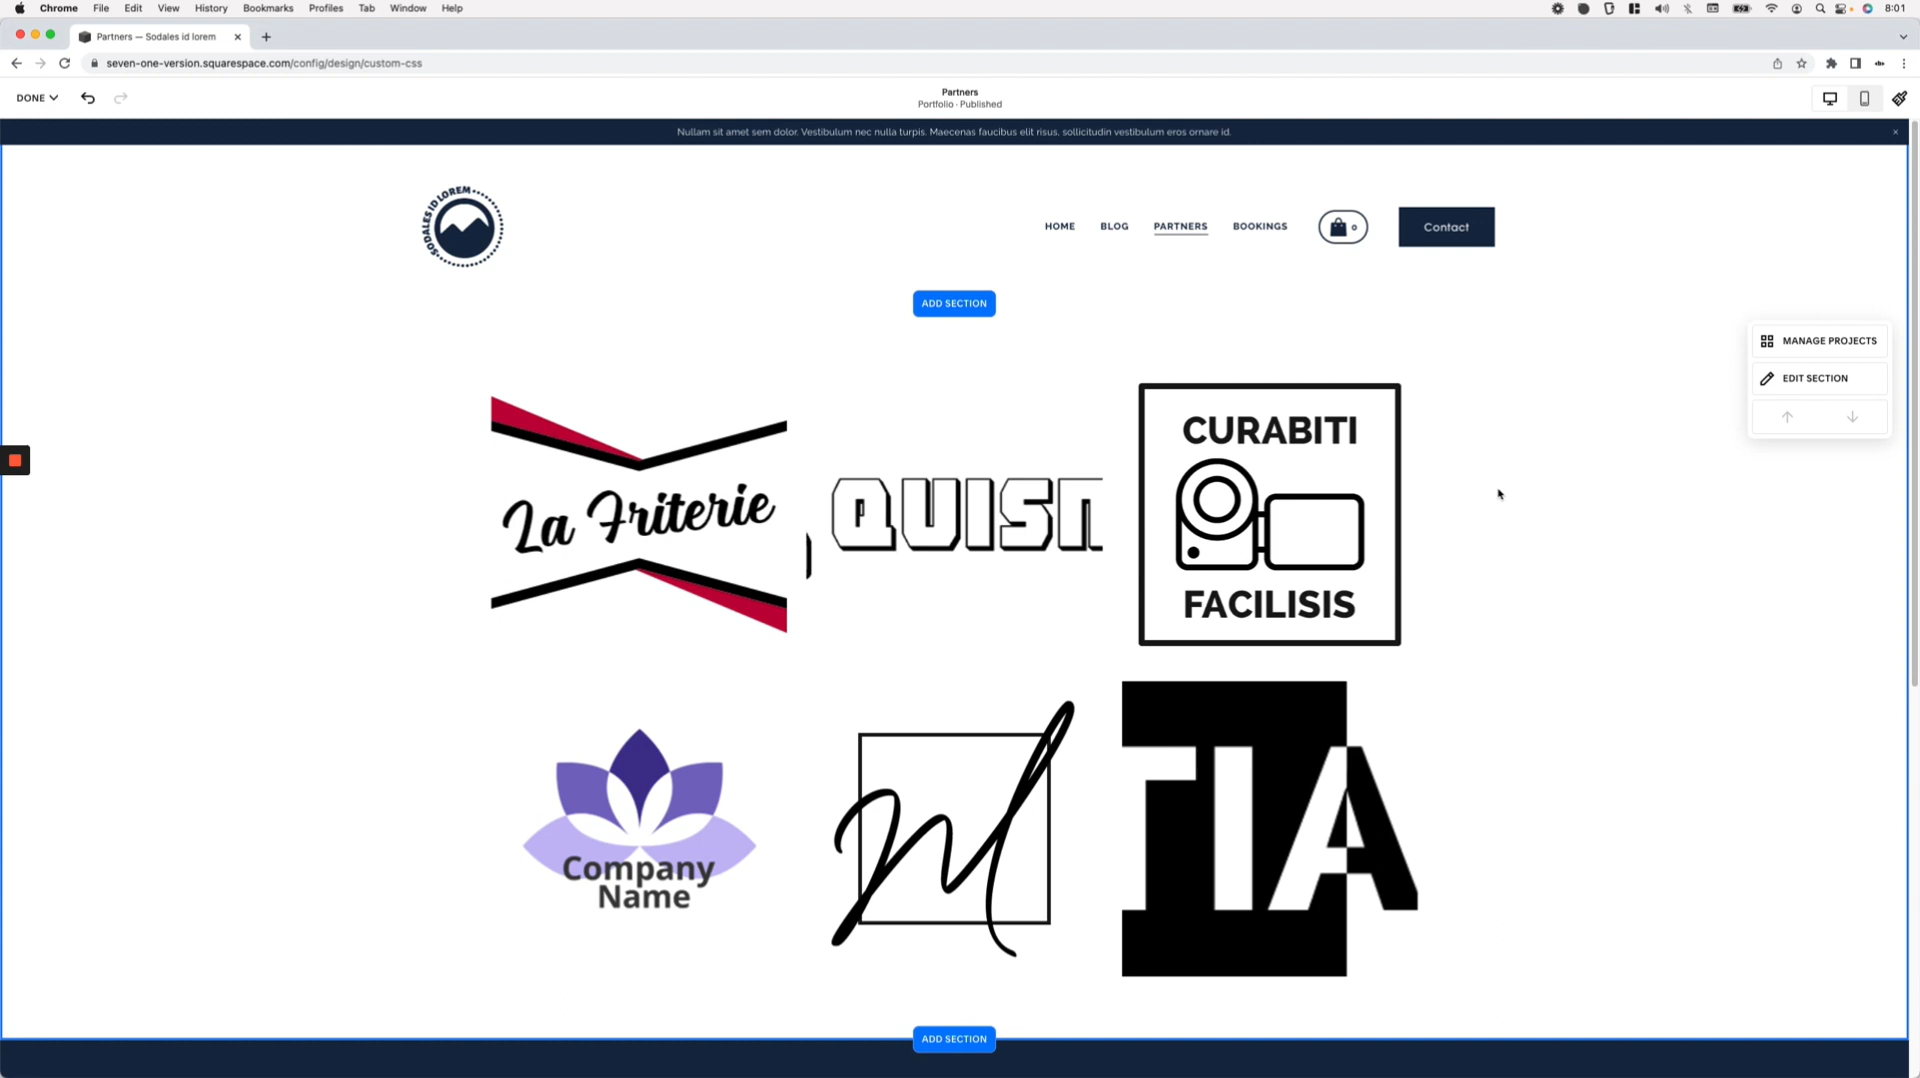 Chrome File Edit View History Bookmarks Profiles Tab Window Help 8:01
Partners — Sodales id lorem
seven-one-version.squarespace.com/config/design/custom-css
DONE
Partners
Portfolio · Published
Nullam sit amet sem dolor. Vestibulum nec nulla turpis. Maecenas faucibus elit risus, sollicitudin vestibulum eros ornare id.
SODALES ID LOREM
HOME BLOG PARTNERS BOOKINGS 0 Contact
ADD SECTION
MANAGE PROJECTS
EDIT SECTION
La Friterie
QUISM
CURABITI
FACILISIS
Company
Name
TIA
ADD SECTION